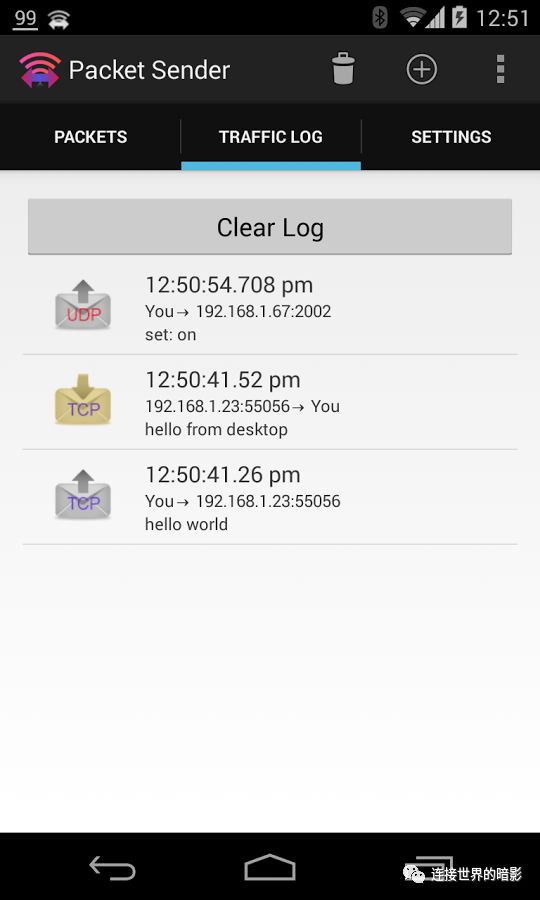 99
12:51
Packet Sender
PACKETS
TRAFFIC LOG
SETTINGS
Clear Log
UDP
12:50:54.708 pm
You→ 192.168.1.67:2002
set: on
TCP
12:50:41.52 pm
192.168.1.23:55056→ You
hello from desktop
TCP
12:50:41.26 pm
You→ 192.168.1.23:55056
hello world
连接世界的暗影